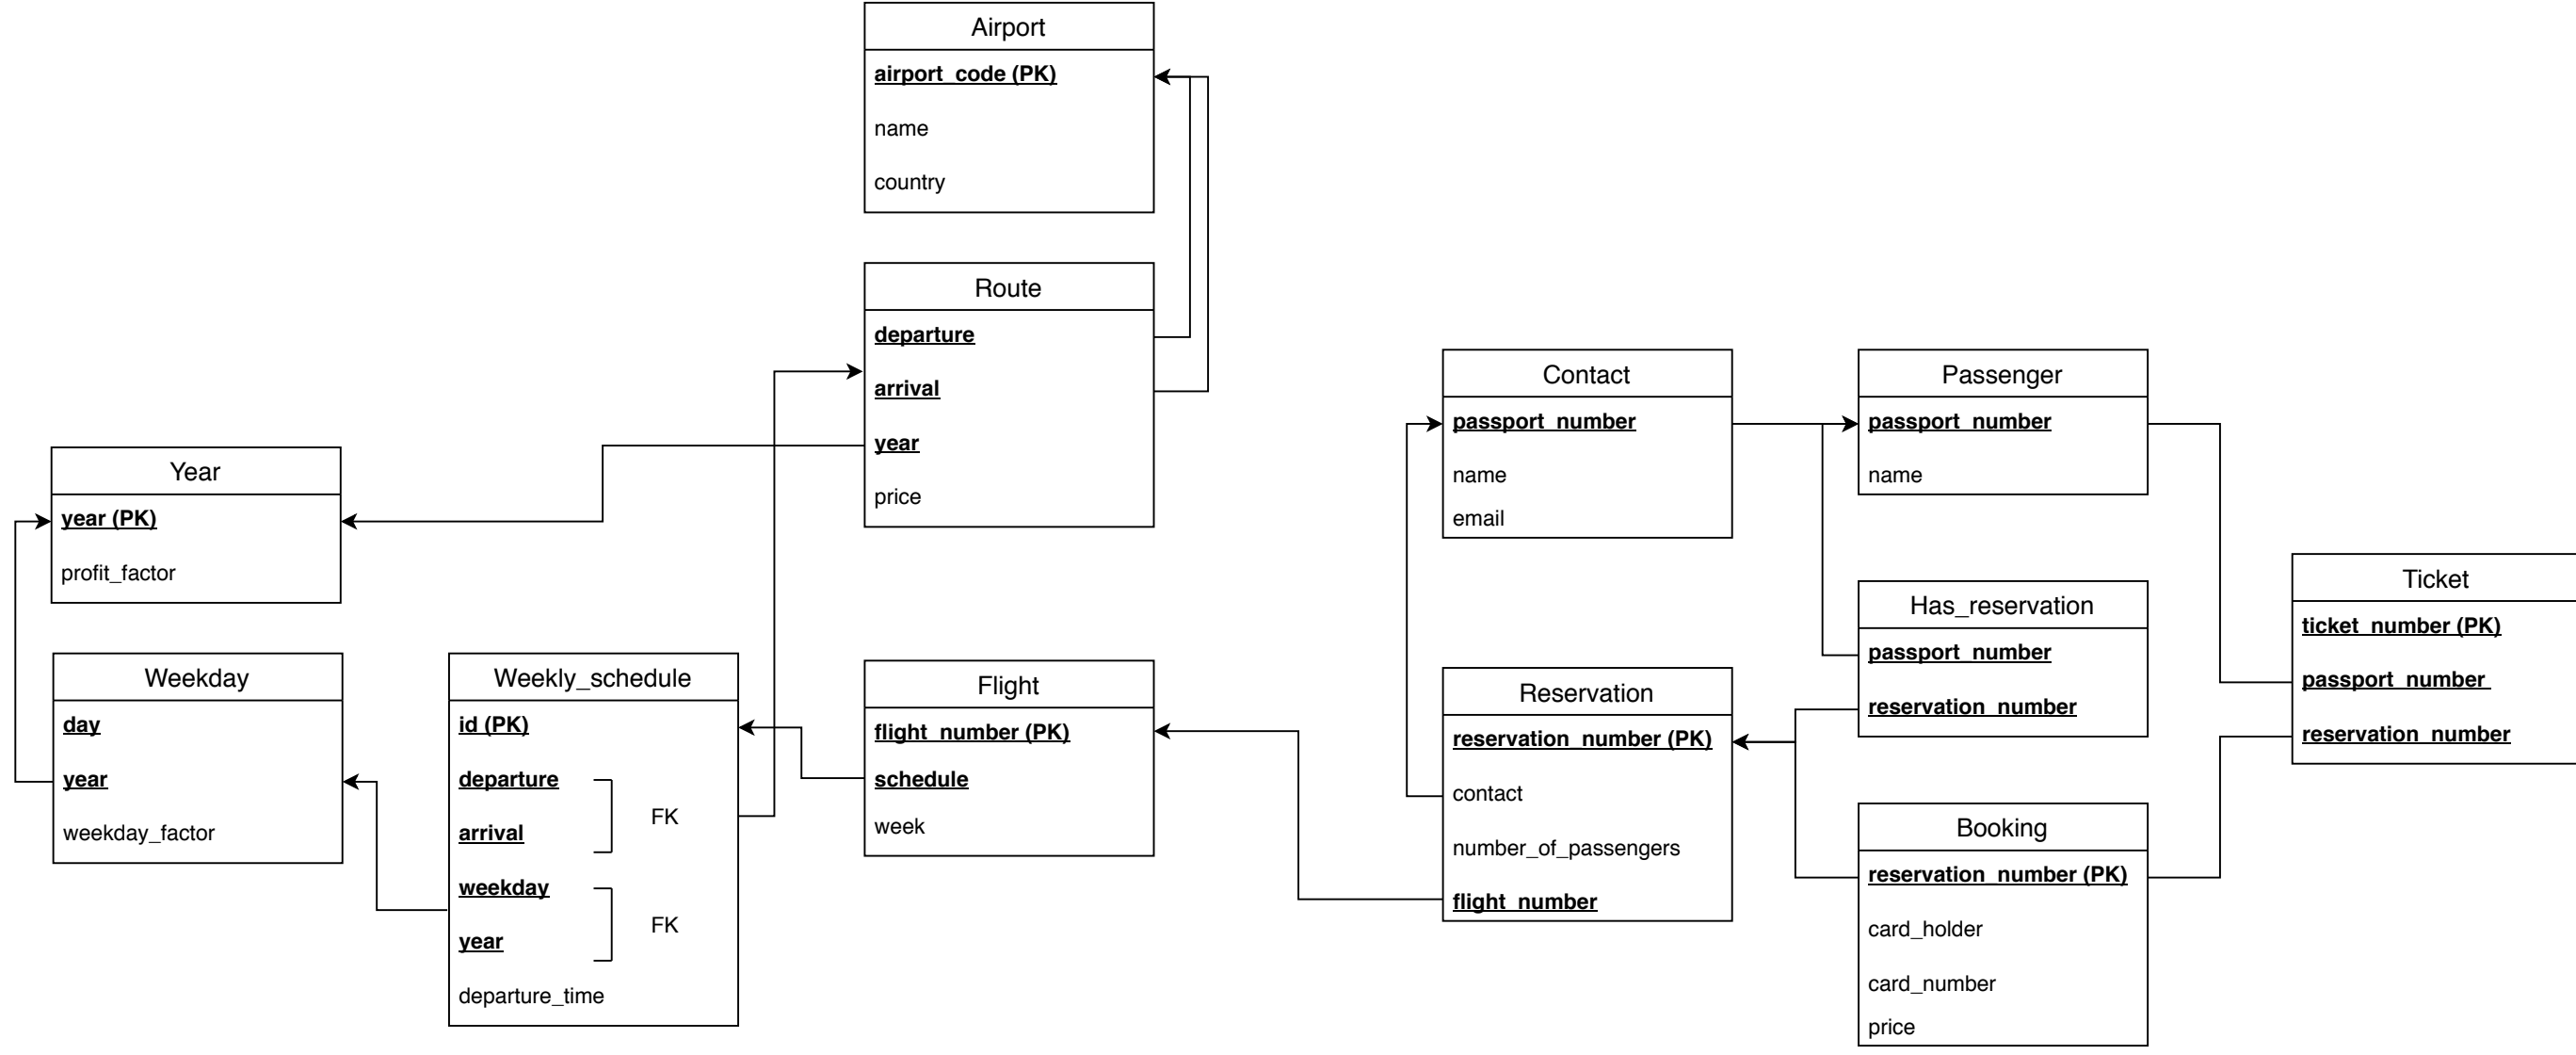 Airport
airport_code (PK)
name
country
Route
departure
arrival
year
price
Year
year (PK)
profit_factor
Weekday
day
year
weekday_factor
Weekly_schedule
id (PK)
departure
arrival
FK
weekday
year
FK
departure_time
Flight
flight_number (PK)
schedule
week
Contact
passport_number
name
email
Passenger
passport_number
name
Has_reservation
passport_number
reservation_number
Reservation
reservation_number (PK)
contact
number_of_passengers
flight_number
Booking
reservation_number (PK)
card_holder
card_number
price
Ticket
ticket_number (PK)
passport_number
reservation_number